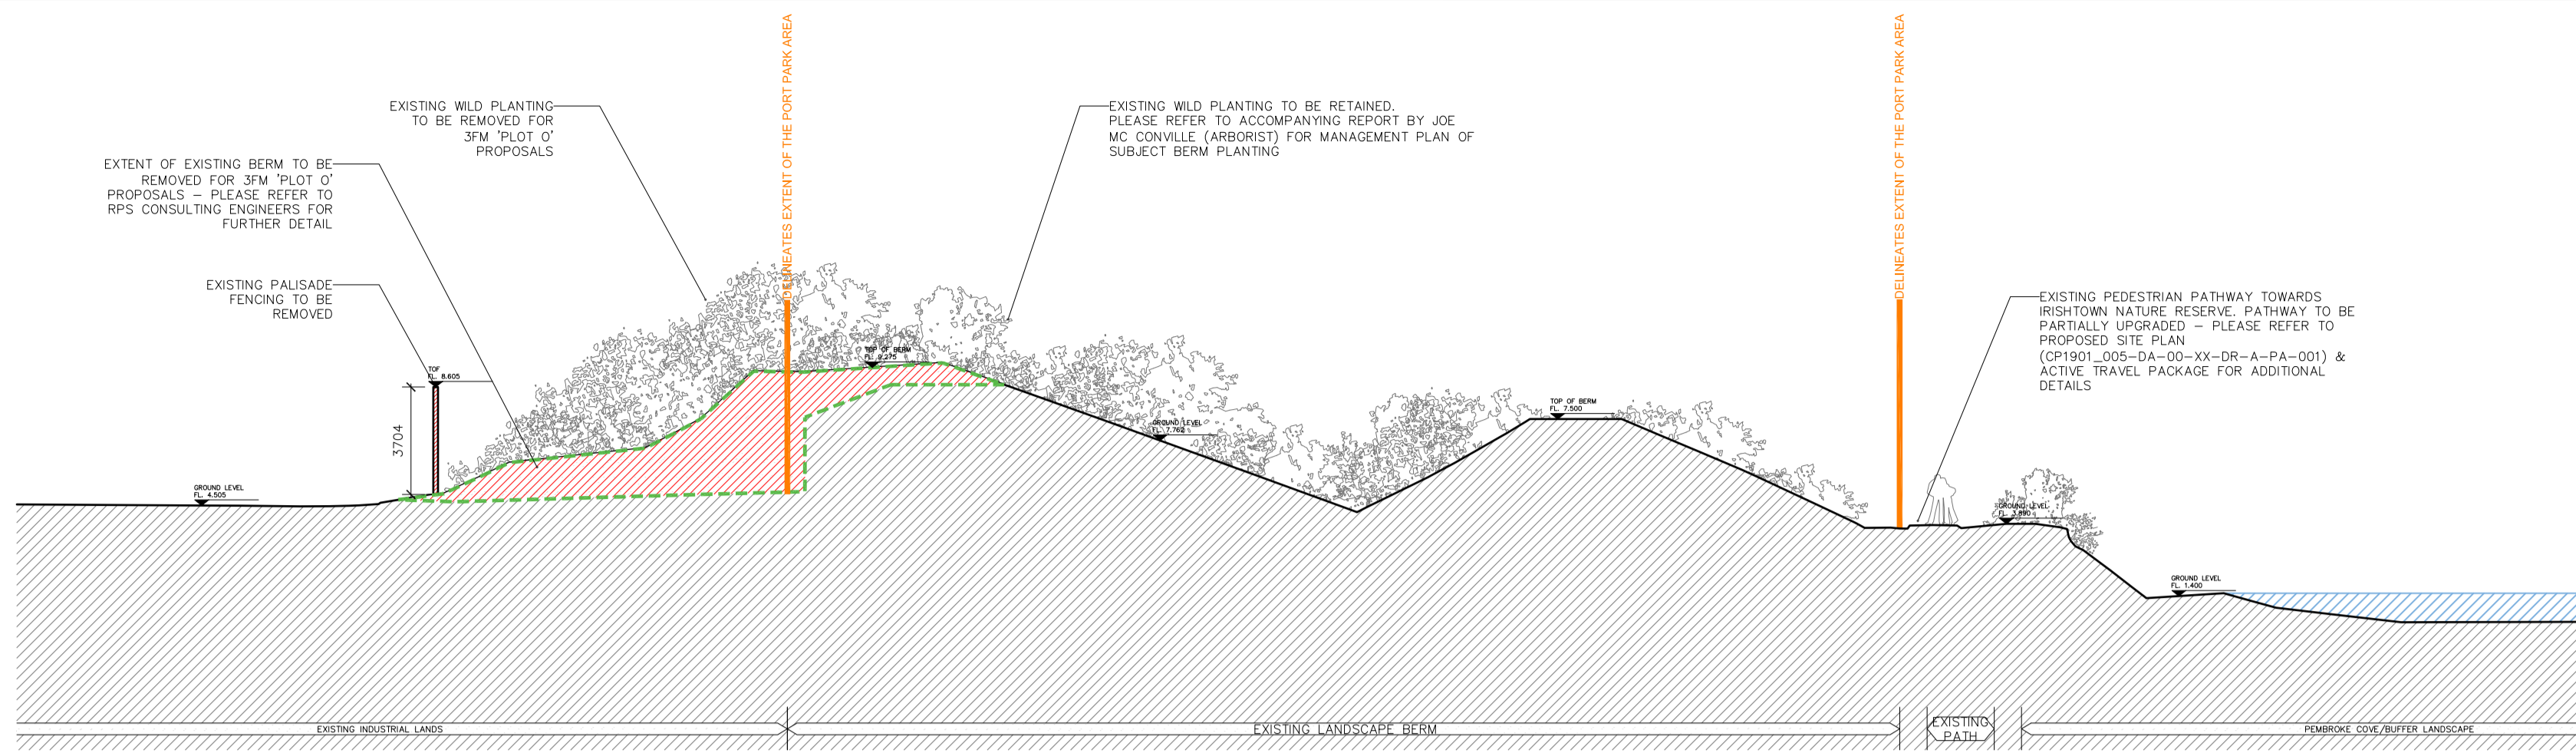 DELINEATES EXTENT OF THE PORT PARK AREA
DELINEATES EXTENT OF THE PORT PARK AREA
EXISTING WILD PLANTING
TO BE REMOVED FOR
3FM 'PLOT O'
PROPOSALS
EXISTING WILD PLANTING TO BE RETAINED.
PLEASE REFER TO ACCOMPANYING REPORT BY JOE
MC CONVILLE (ARBORIST) FOR MANAGEMENT PLAN OF
SUBJECT BERM PLANTING
EXTENT OF EXISTING BERM TO BE
REMOVED FOR 3FM 'PLOT O'
PROPOSALS – PLEASE REFER TO
RPS CONSULTING ENGINEERS FOR
FURTHER DETAIL
EXISTING PALISADE
FENCING TO BE
REMOVED
EXISTING PEDESTRIAN PATHWAY TOWARDS
IRISHTOWN NATURE RESERVE. PATHWAY TO BE
PARTIALLY UPGRADED – PLEASE REFER TO
PROPOSED SITE PLAN
(CP1901_005-DA-00-XX-DR-A-PA-001) &
ACTIVE TRAVEL PACKAGE FOR ADDITIONAL
DETAILS
TOF
FL. 8.605
3704
TOP OF BERM
FL. 9.275
GROUND LEVEL
FL. 7.762
TOP OF BERM
FL. 7.500
GROUND LEVEL
FL. 4.505
GROUND LEVEL
FL. 3.890
GROUND LEVEL
FL. 1.400
EXISTING INDUSTRIAL LANDS
EXISTING LANDSCAPE BERM
EXISTING
PATH
PEMBROKE COVE/BUFFER LANDSCAPE